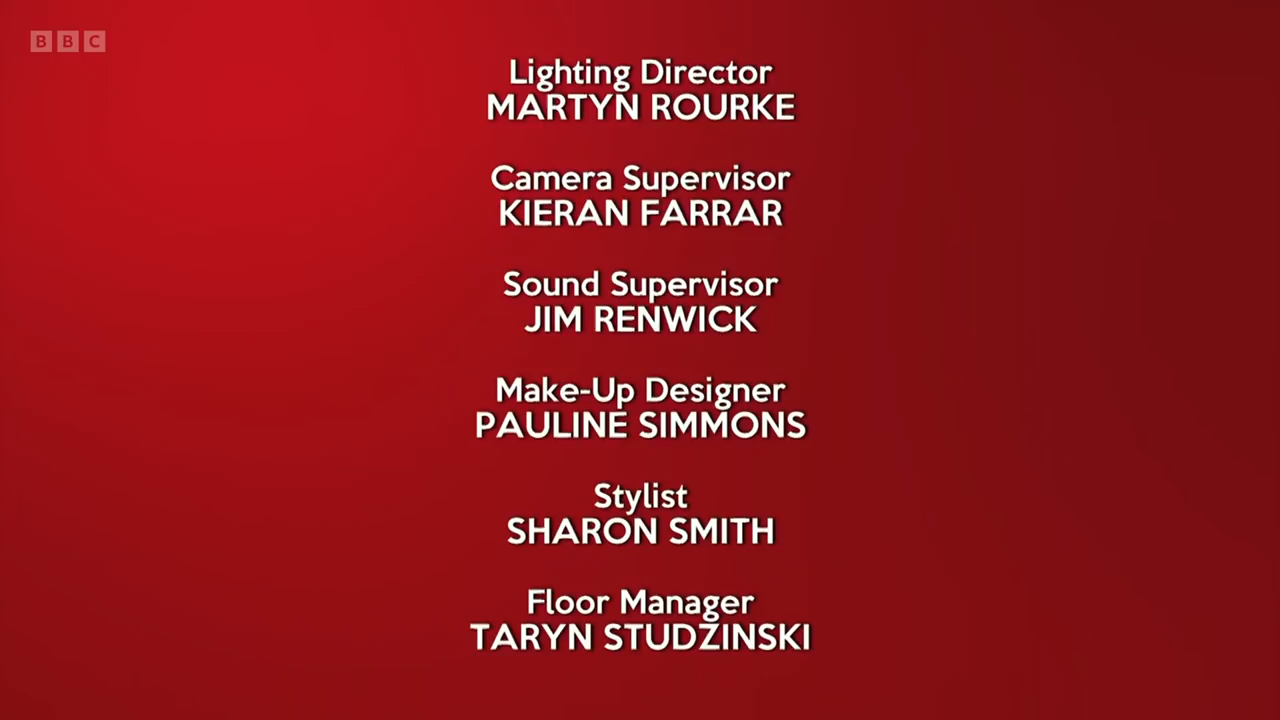 BBC
Lighting Director
MARTYN ROURKE
Camera Supervisor
KIERAN FARRAR
Sound Supervisor
JIM RENWICK
Make-Up Designer
PAULINE SIMMONS
Stylist
SHARON SMITH
Floor Manager
TARYN STUDZINSKI